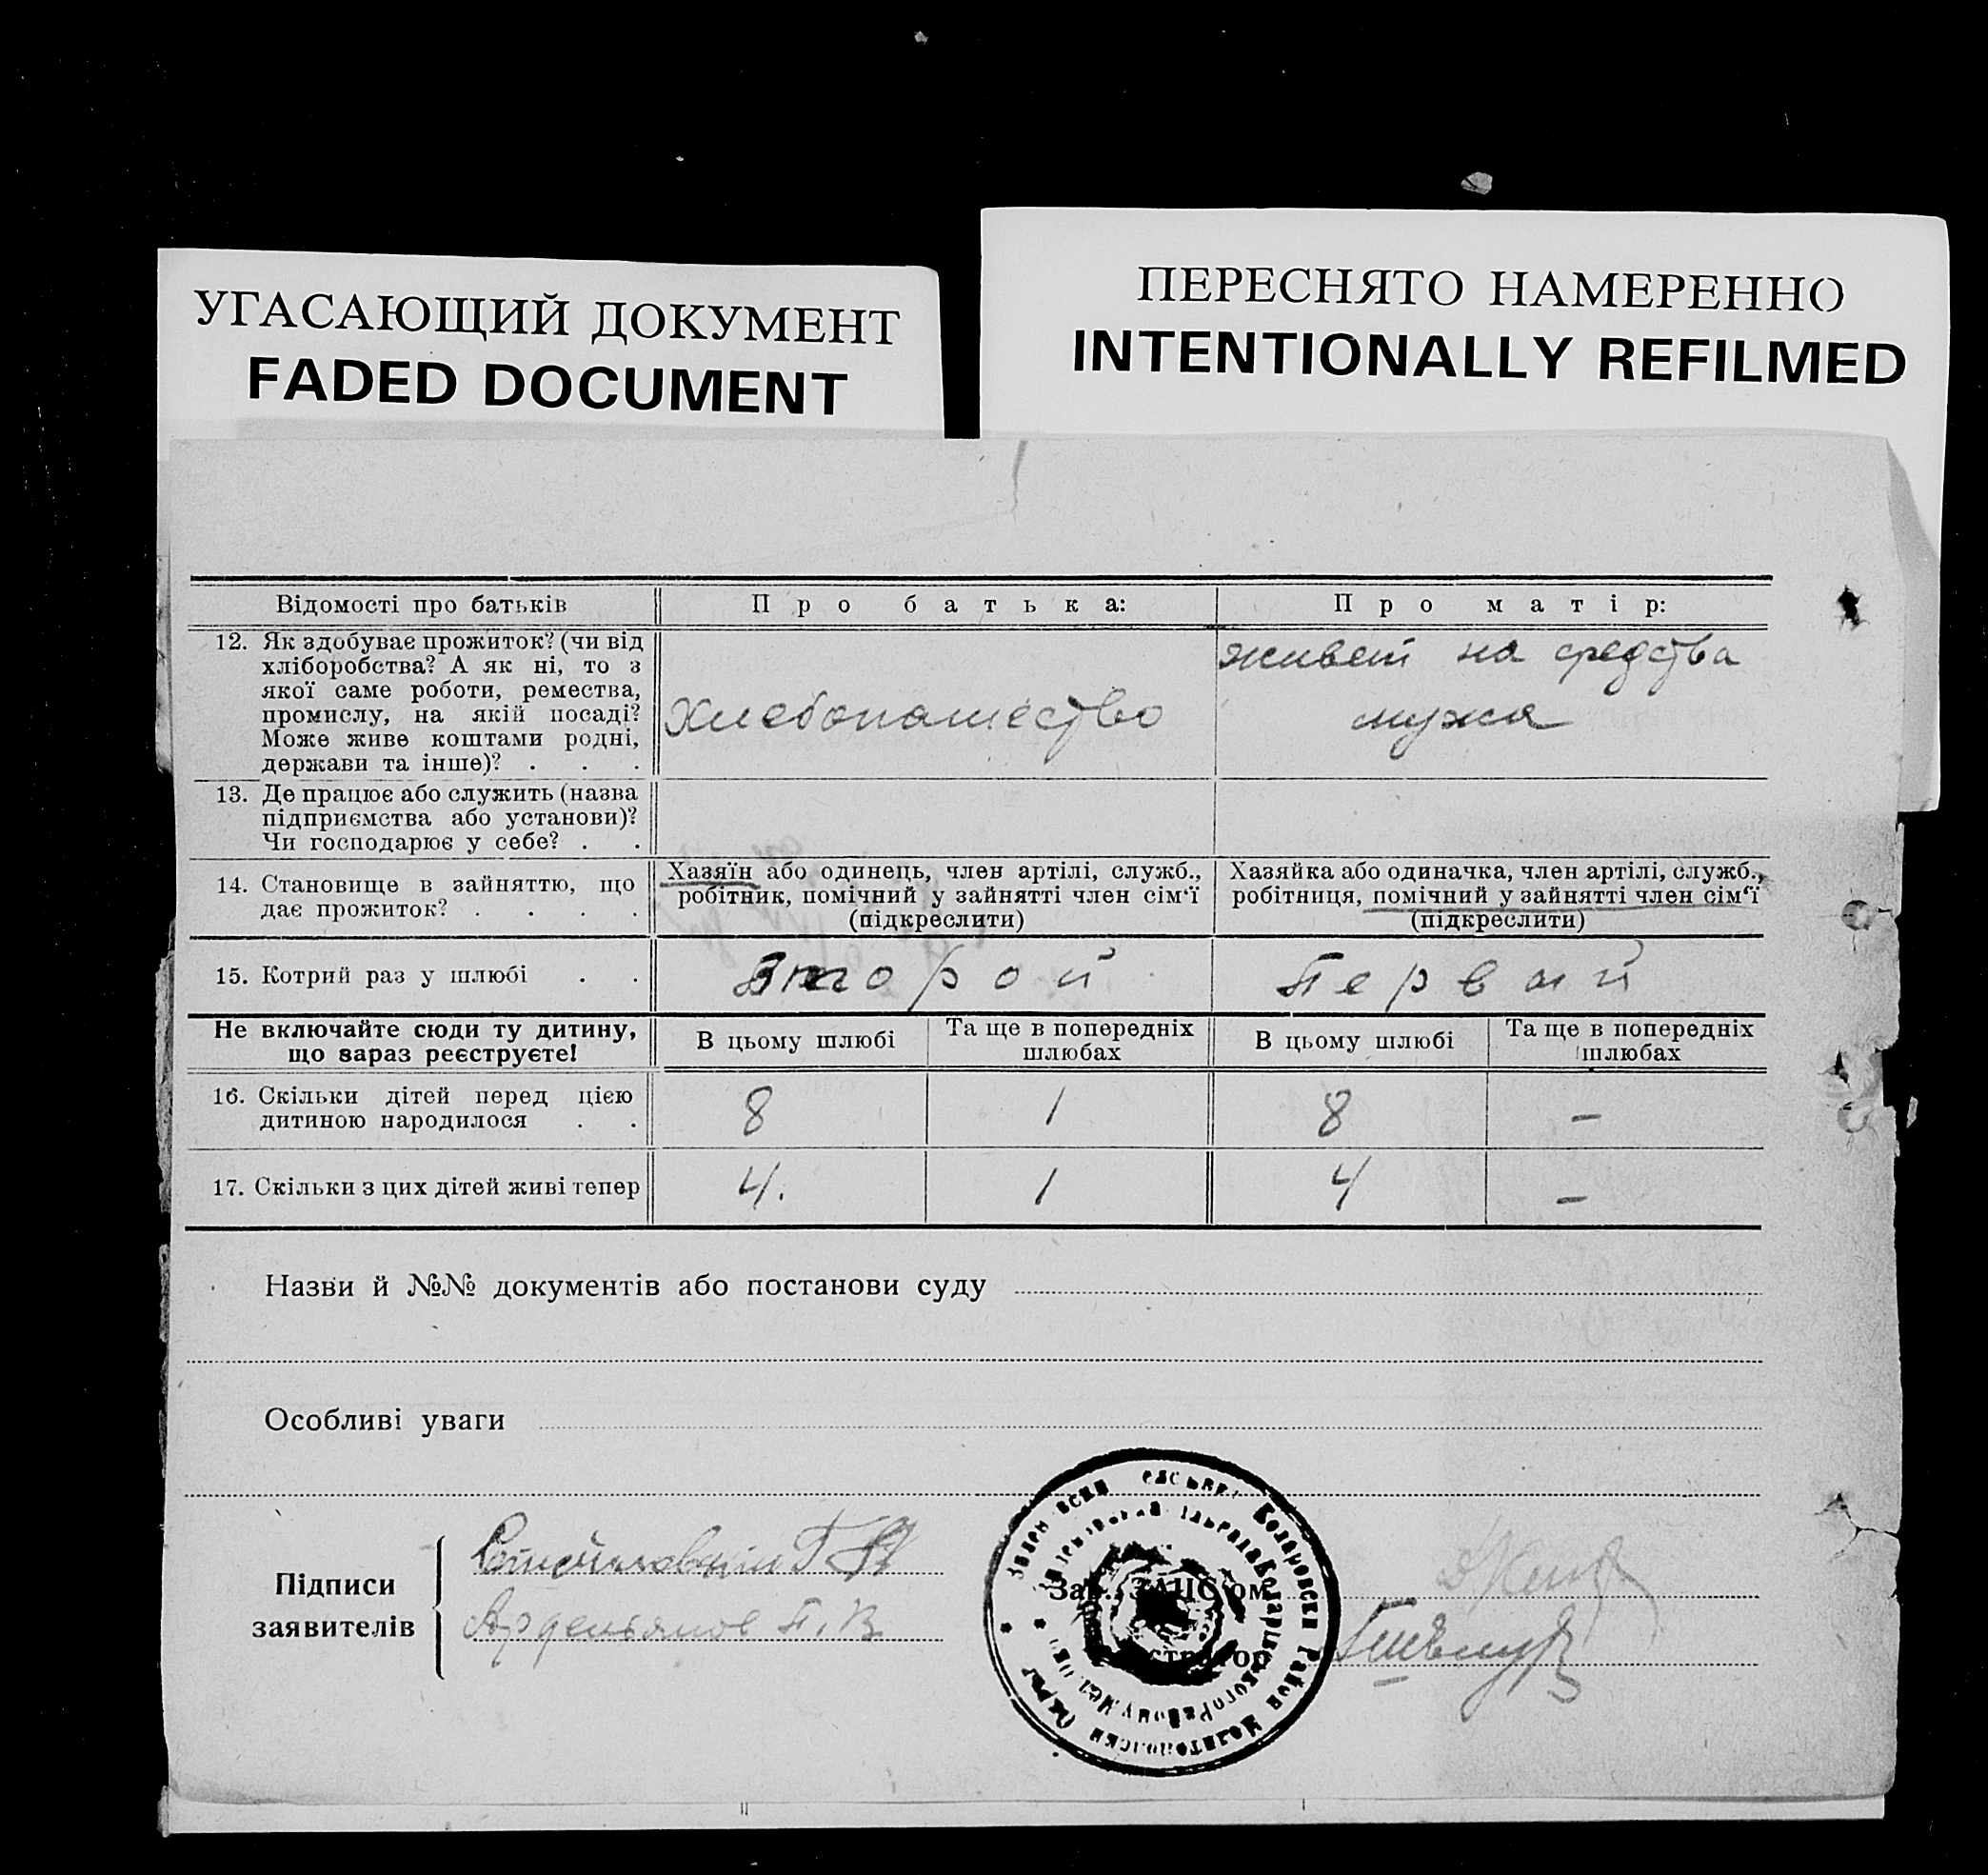 УГАСАЮЩИЙ ДОКУМЕНТ
FADED DOCUMENT
ПЕРЕСНЯТО НАМЕРЕННО
INTENTIONALLY REFILMED
Відомості про батьків
Про батька:
Про матір:
12. Як здобуває прожиток? (чи від
хліборобства? А як ні, то з
якої саме роботи, ремества,
промислу, на якій посаді?
Може живе коштами родні,
держави та інше)? . . .
Хлебопашество
живет на средства
мужа
13. Де працює або служить (назва
підприємства або установи)?
Чи господарює у себе? . .
14. Становище в зайняттю, що
дає прожиток? . . . .
Хазяїн або одинець, член артілі, служб.,
робітник, помічний у зайнятті член сім‘ї
(підкреслити)
Хазяйка або одиначка, член артілі, служб.,
робітниця, помічний у зайнятті член сім‘ї
(підкреслити)
15. Котрий раз у шлюбі . .
Второй
Первый
Не включайте сюди ту дитину,
що зараз реєструєте!
В цьому шлюбі
Та ще в попередніх
шлюбах
В цьому шлюбі
Та ще в попередніх
шлюбах
16. Скільки дітей перед цією
дитиною народилося . .
8
1
8
–
17. Скільки з цих дітей живі тепер
4.
1
4
–
Назви й №№ документів або постанови суду
Особливі уваги
Підписи
заявителів
Арденьямов П. В.
Зав. ЗАПС'ом